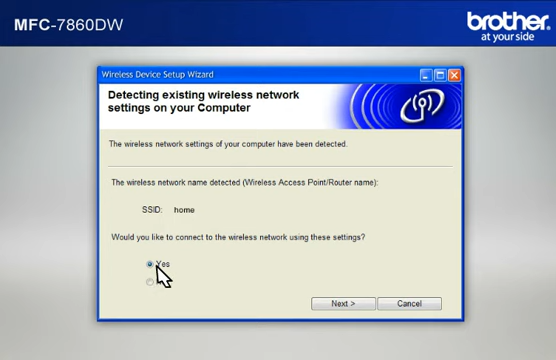 MFC-7860DW
brother
at your side
Wireless Device Setup Wizard
Detecting existing wireless network
settings on your Computer
The wireless network settings of your computer have been detected.
The wireless network name detected (Wireless Access Point/Router name):
SSID: home
Would you like to connect to the wireless network using these settings?
Yes
Next >
Cancel